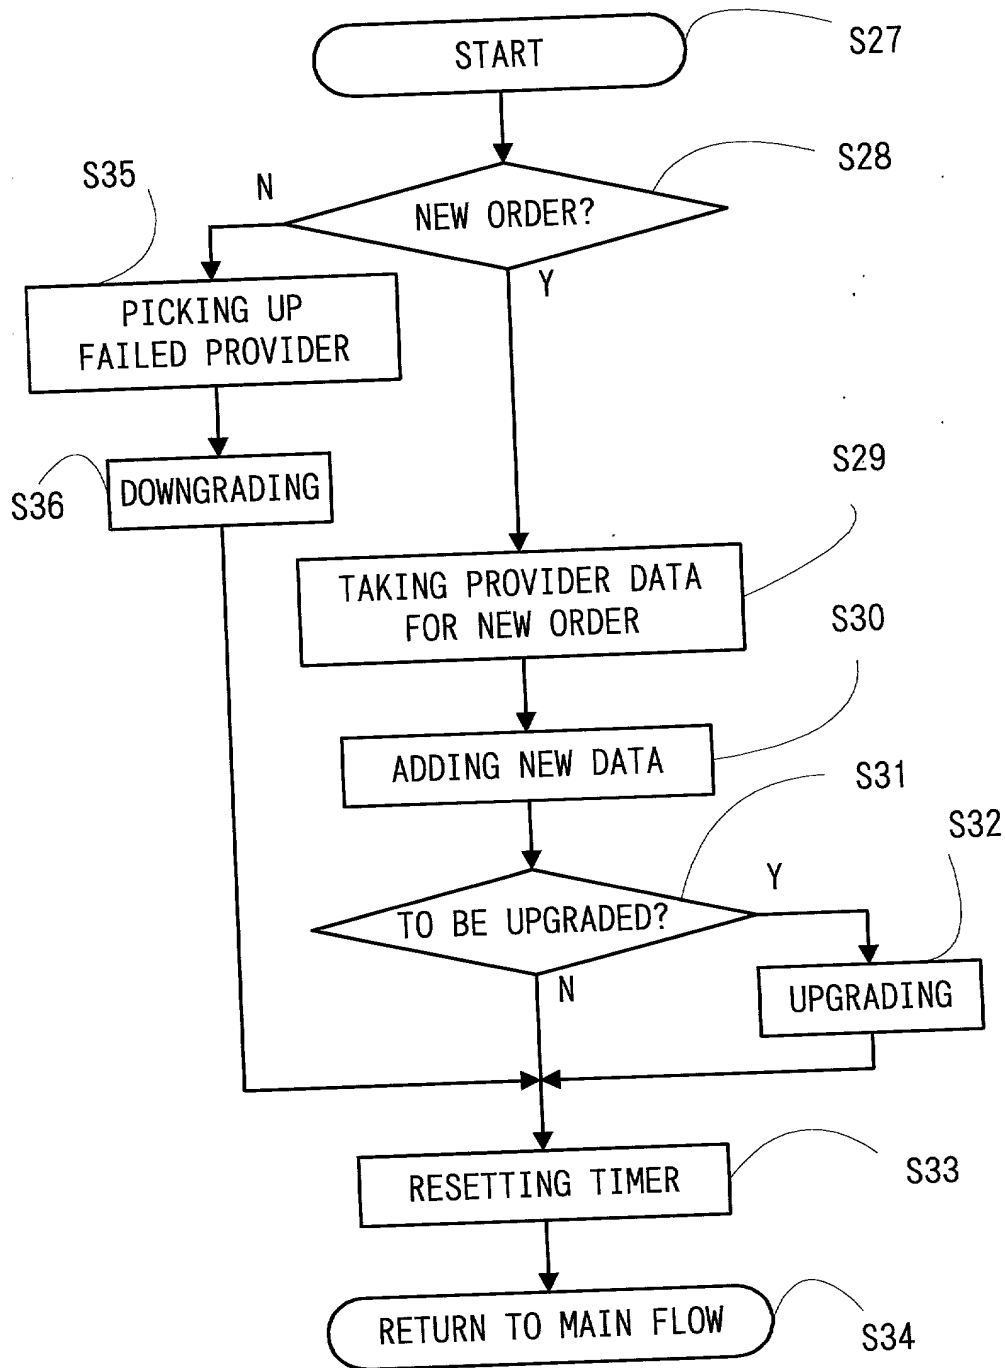 START
S27
S28
NEW ORDER?
N
Y
S35
PICKING UP
FAILED PROVIDER
S36
DOWNGRADING
S29
TAKING PROVIDER DATA
FOR NEW ORDER
S30
ADDING NEW DATA
S31
TO BE UPGRADED?
Y
N
S32
UPGRADING
RESETTING TIMER
S33
RETURN TO MAIN FLOW
S34